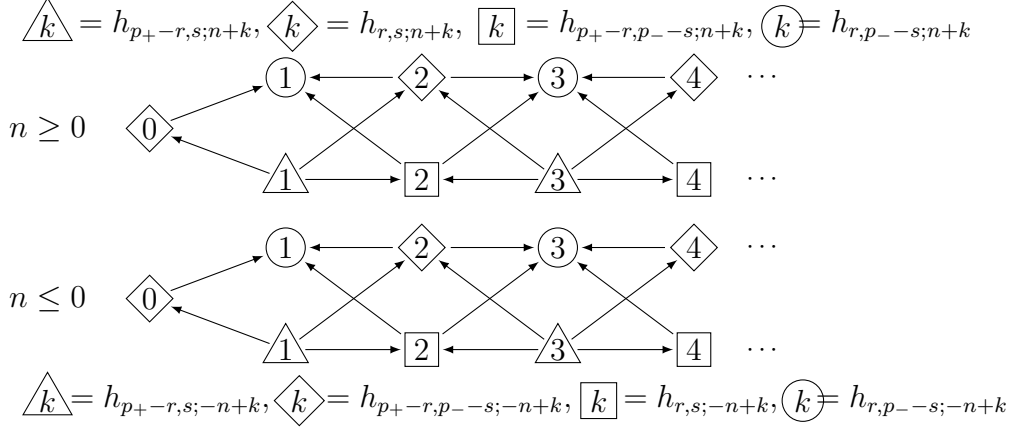 k = h_{p_+-r,s;n+k}, k = h_{r,s;n+k}, k = h_{p_+-r,p_--s;n+k}, k = h_{r,p_--s;n+k}
1 2 3 4 ⋯
n ≥ 0 0
1 2 3 4 ⋯
1 2 3 4 ⋯
n ≤ 0 0
1 2 3 4 ⋯
k = h_{p_+-r,s;-n+k}, k = h_{p_+-r,p_--s;-n+k}, k = h_{r,s;-n+k}, k = h_{r,p_--s;-n+k}